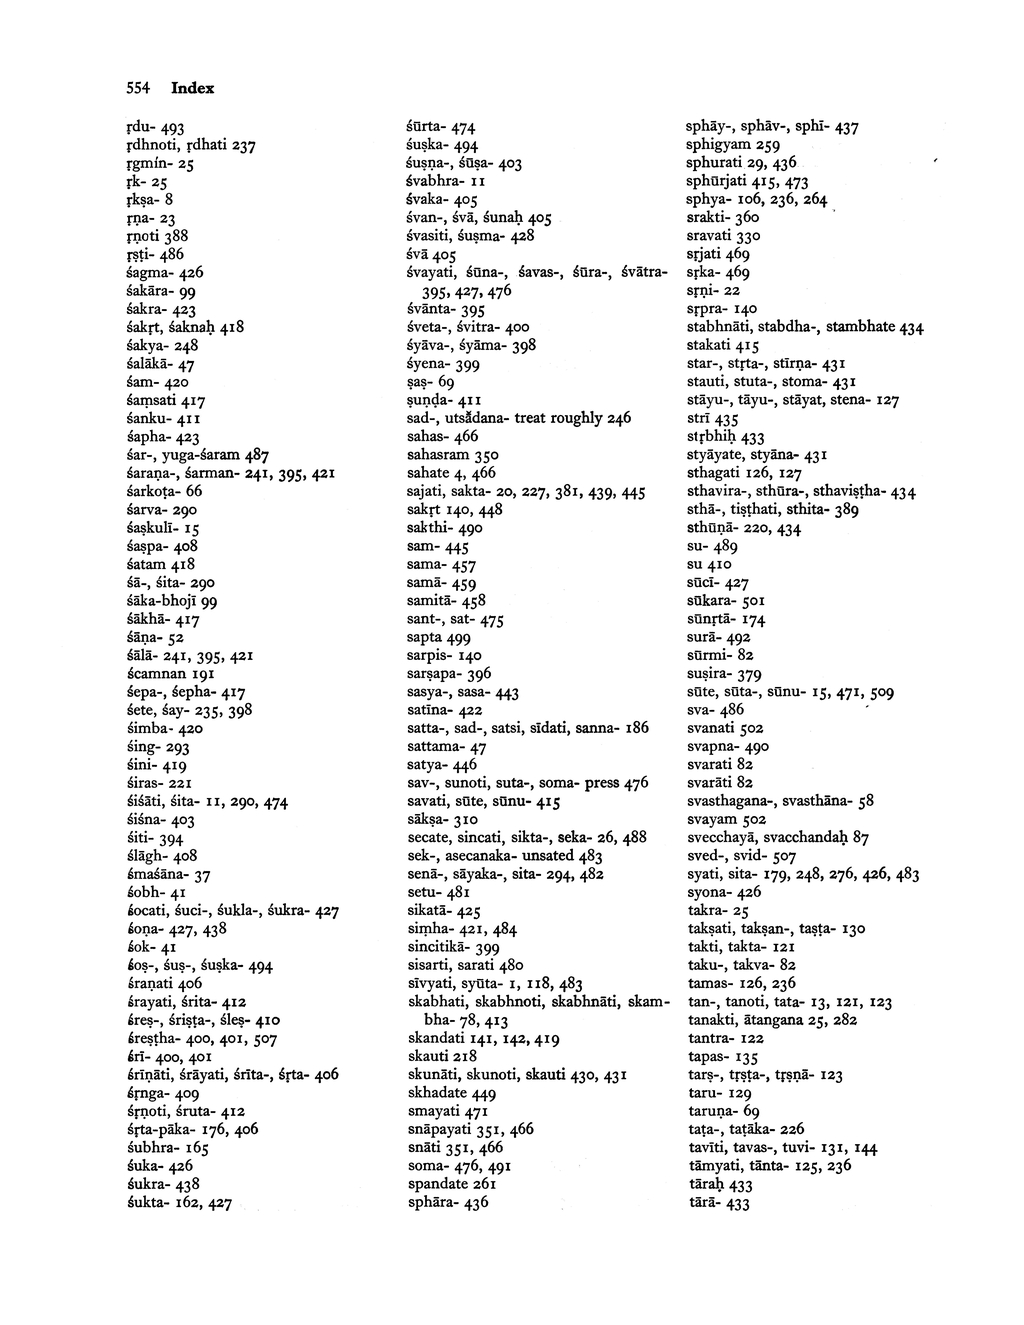 554 Index
ṛdu- 493
ṛdhnoti, ṛdhati 237
ṛgmín- 25
ṛk- 25
ṛkṣa- 8
ṛṇa- 23
ṛṇoti 388
ṛṣṭi- 486
śagma- 426
śakāra- 99
śakra- 423
śakṛt, śaknaḥ 418
śakya- 248
śalākā- 47
śam- 420
śaṃsati 417
śanku- 411
śapha- 423
śar-, yuga-śaram 487
śaraṇa-, śarman- 241, 395, 421
śarkoṭa- 66
śarva- 290
śaṣkulī- 15
śaṣpa- 408
śatam 418
śā-, śita- 290
śāka-bhojī 99
śākhā- 417
śāṇa- 52
śālā- 241, 395, 421
ścamnan 191
śepa-, śepha- 417
śete, śay- 235, 398
śimba- 420
śing- 293
śini- 419
śiras- 221
śiśāti, śita- 11, 290, 474
śiśna- 403
śiti- 394
ślāgh- 408
śmaśāna- 37
śobh- 41
śocati, śuci-, śukla-, śukra- 427
śoṇa- 427, 438
śok- 41
śoṣ-, śuṣ-, śuṣka- 494
śraṇati 406
śrayati, śrita- 412
śreṣ-, śriṣṭa-, śleṣ- 410
śreṣṭha- 400, 401, 507
śrī- 400, 401
śrīṇāti, śrāyati, śrīta-, śṛta- 406
śṛnga- 409
śṛṇoti, śruta- 412
śṛta-pāka- 176, 406
śubhra- 165
śuka- 426
śukra- 438
śukta- 162, 427
śūrta- 474
śuṣka- 494
śuṣṇa-, śūṣa- 403
śvabhra- 11
śvaka- 405
śvan-, śvā, śunaḥ 405
śvasiti, śuṣma- 428
śvā 405
śvayati, śūna-, śavas-, śūra-, śvātra-
395, 427, 476
śvānta- 395
śveta-, śvitra- 400
śyāva-, śyāma- 398
śyena- 399
ṣaṣ- 69
ṣuṇḍa- 411
sad-, utsādana- treat roughly 246
sahas- 466
sahasram 350
sahate 4, 466
sajati, sakta- 20, 227, 381, 439, 445
sakṛt 140, 448
sakthi- 490
sam- 445
sama- 457
samā- 459
samitā- 458
sant-, sat- 475
sapta 499
sarpis- 140
sarṣapa- 396
sasya-, sasa- 443
satīna- 422
satta-, sad-, satsi, sīdati, sanna- 186
sattama- 47
satya- 446
sav-, sunoti, suta-, soma- press 476
savati, sūte, sūnu- 415
sākṣa- 310
secate, sincati, sikta-, seka- 26, 488
sek-, asecanaka- unsated 483
senā-, sāyaka-, sita- 294, 482
setu- 481
sikatā- 425
siṃha- 421, 484
sincitikā- 399
sisarti, sarati 480
sīvyati, syūta- 1, 118, 483
skabhati, skabhnoti, skabhnāti, skam-
bha- 78, 413
skandati 141, 142, 419
skauti 218
skunāti, skunoti, skauti 430, 431
skhadate 449
smayati 471
snāpayati 351, 466
snāti 351, 466
soma- 476, 491
spandate 261
sphāra- 436
sphāy-, sphāv-, sphī- 437
sphigyam 259
sphurati 29, 436
sphūrjati 415, 473
sphya- 106, 236, 264
srakti- 360
sravati 330
sṛjati 469
sṛka- 469
sṛṇi- 22
sṛpra- 140
stabhnāti, stabdha-, stambhate 434
stakati 415
star-, stṛta-, stīrṇa- 431
stauti, stuta-, stoma- 431
stāyu-, tāyu-, stāyat, stena- 127
strī 435
stṛbhiḥ 433
styāyate, styāna- 431
sthagati 126, 127
sthavira-, sthūra-, sthaviṣṭha- 434
sthā-, tiṣṭhati, sthita- 389
sthūṇā- 220, 434
su- 489
su 410
sūcī- 427
sūkara- 501
sūnṛtā- 174
surā- 492
sūrmi- 82
suṣira- 379
sūte, sūta-, sūnu- 15, 471, 509
sva- 486
svanati 502
svapna- 490
svarati 82
svarāti 82
svasthagana-, svasthāna- 58
svayam 502
svecchayā, svacchandaḥ 87
sved-, svid- 507
syati, sita- 179, 248, 276, 426, 483
syona- 426
takra- 25
takṣati, takṣan-, taṣṭa- 130
takti, takta- 121
taku-, takva- 82
tamas- 126, 236
tan-, tanoti, tata- 13, 121, 123
tanakti, ātangana 25, 282
tantra- 122
tapas- 135
tarṣ-, tṛṣṭa-, tṛṣṇā- 123
taru- 129
taruṇa- 69
taṭa-, taṭāka- 226
tavīti, tavas-, tuvi- 131, 144
tāmyati, tānta- 125, 236
tāraḥ 433
tārā- 433